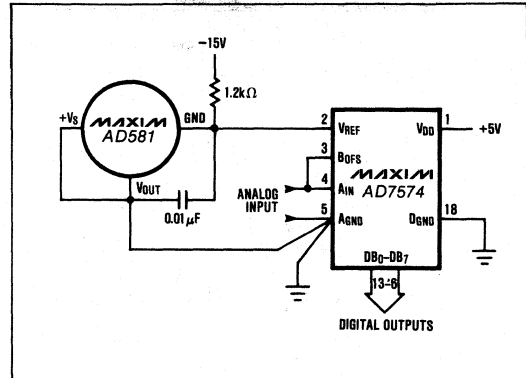 −15V
1.2kΩ
+VS
MAXIM
AD581
GND
VOUT
0.01μF
2
VREF
VDD
1
+5V
3
BOFS
MAXIM
AD7574
ANALOG
INPUT
4
AIN
5
AGND
DGND
18
DB0-DB7
13-6
DIGITAL OUTPUTS